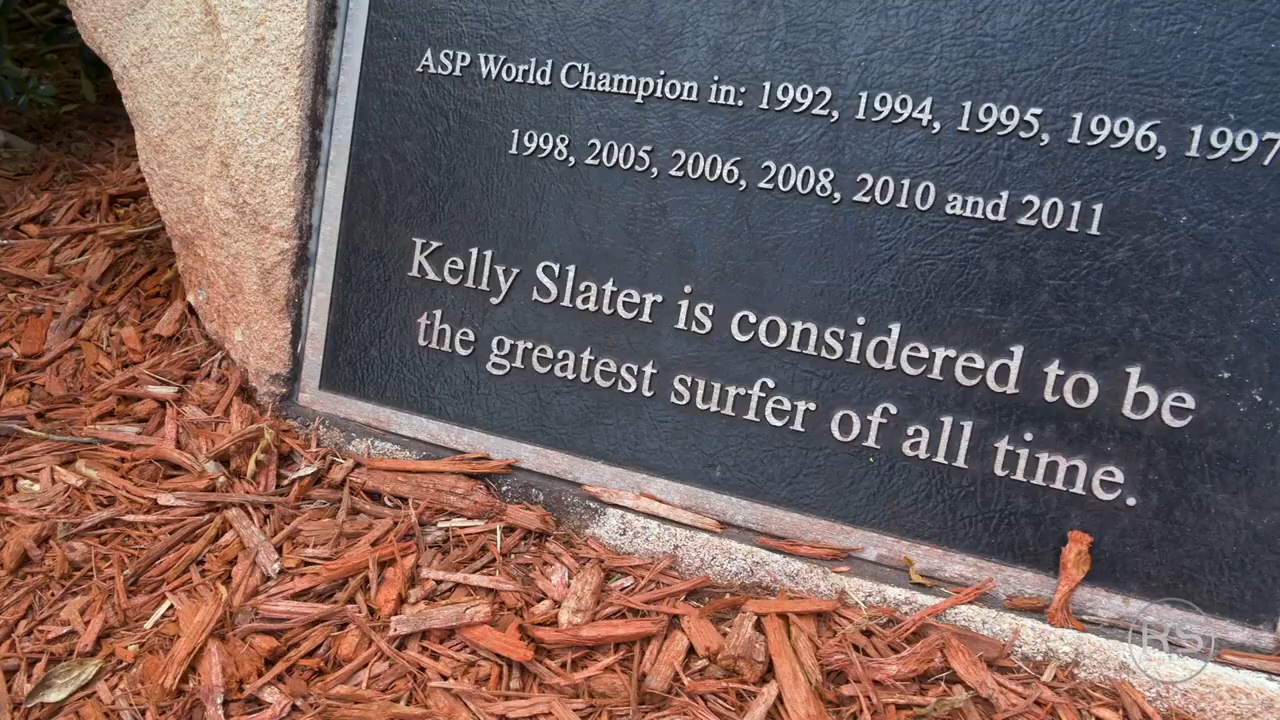 ASP World Champion in: 1992, 1994, 1995, 1996, 1997
1998, 2005, 2006, 2008, 2010 and 2011
Kelly Slater is considered to be
the greatest surfer of all time.
RS